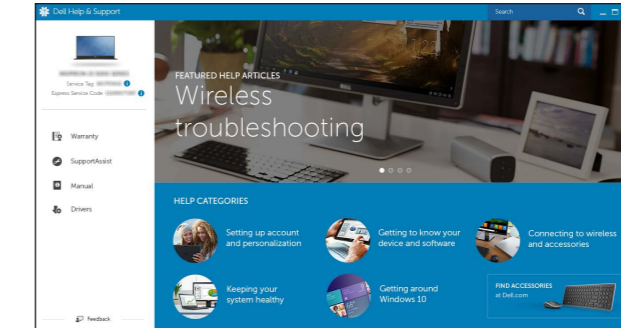 Dell Help & Support
Search
Service Tag
Express Service Code
Warranty
SupportAssist
Manual
Drivers
Feedback
FEATURED HELP ARTICLES
Wireless
troubleshooting
HELP CATEGORIES
Setting up account
and personalization
Getting to know your
device and software
Connecting to wireless
and accessories
Keeping your
system healthy
Getting around
Windows 10
FIND ACCESSORIES
at Dell.com